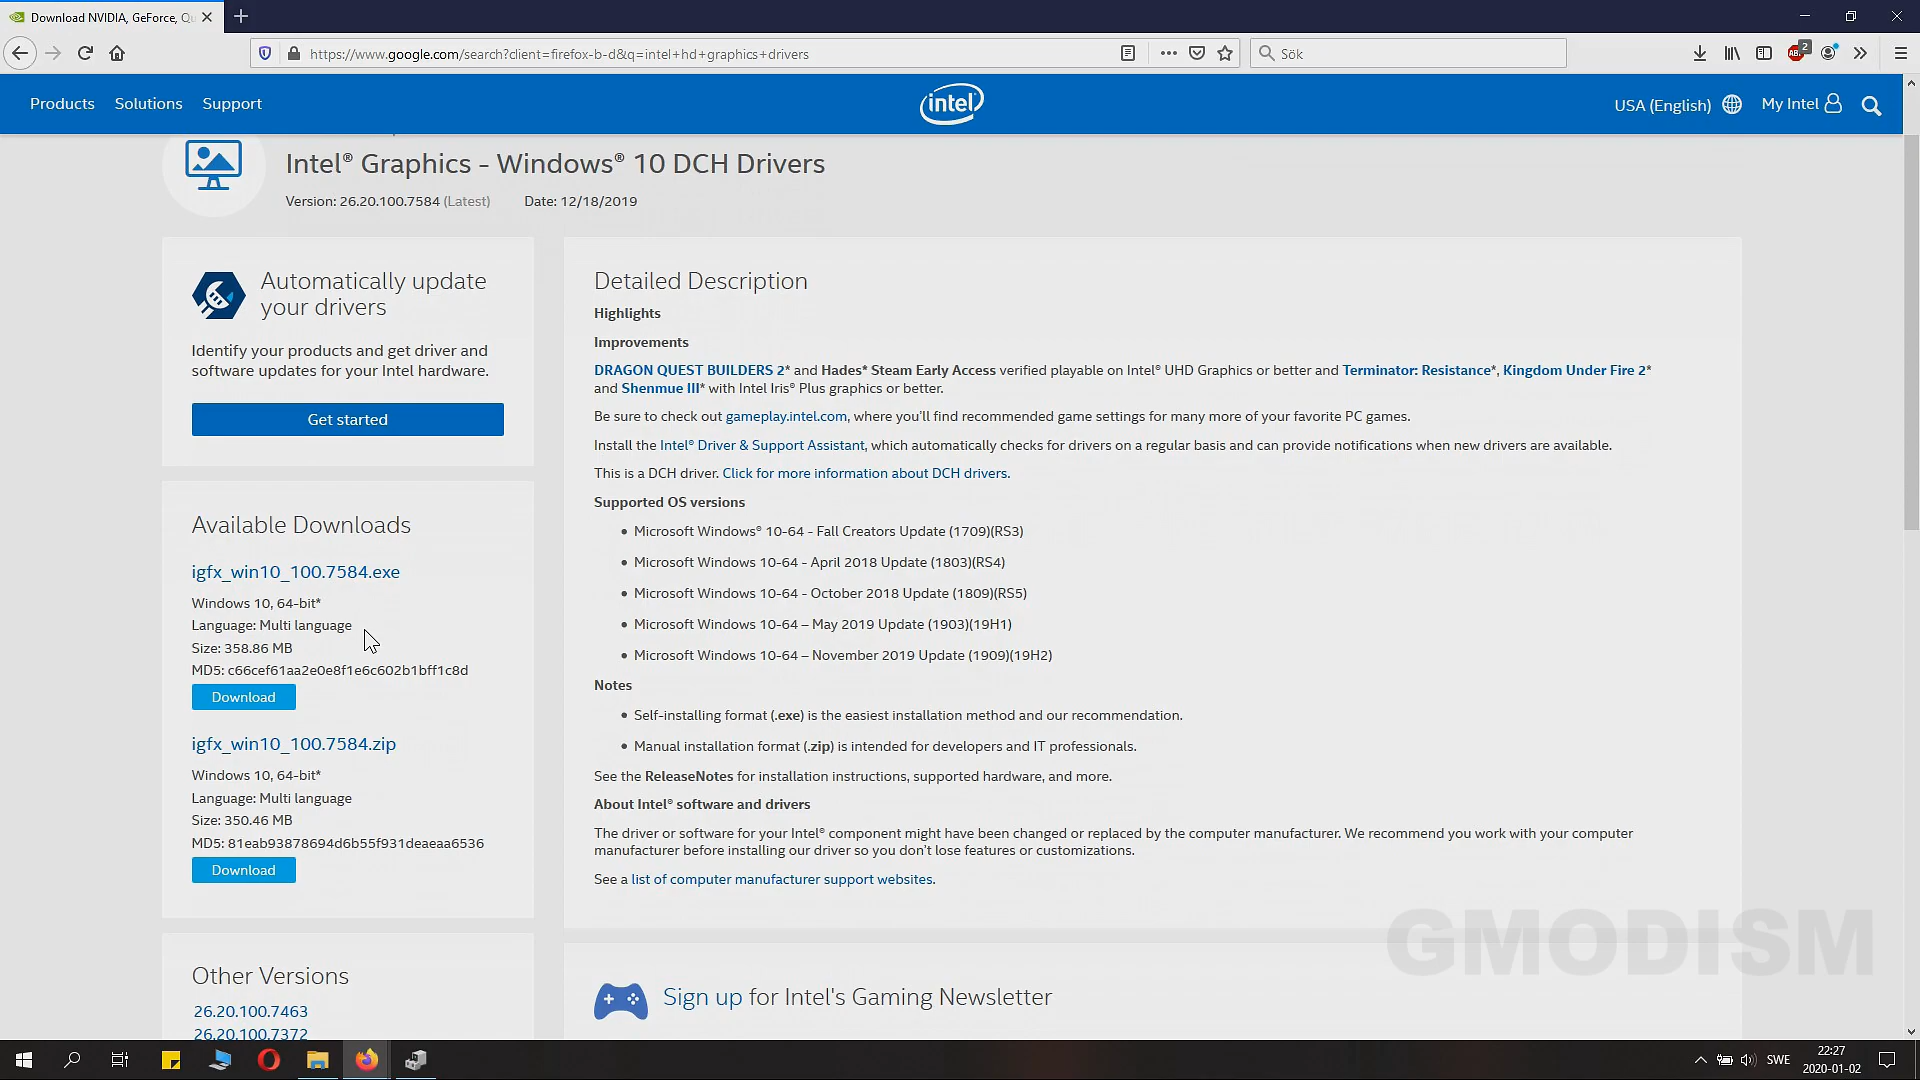 Download NVIDIA, GeForce, Qu
https://www.google.com/search?client=firefox-b-d&q=intel+hd+graphics+drivers
Sök
ABP
2
Products
Solutions
Support
intel
USA (English)
My Intel
Intel® Graphics - Windows® 10 DCH Drivers
Version: 26.20.100.7584 (Latest)
Date: 12/18/2019
Automatically update
your drivers
Identify your products and get driver and
software updates for your Intel hardware.
Get started
Available Downloads
igfx_win10_100.7584.exe
Windows 10, 64-bit*
Language: Multi language
Size: 358.86 MB
MD5: c66cef61aa2e0e8f1e6c602b1bff1c8d
Download
igfx_win10_100.7584.zip
Windows 10, 64-bit*
Language: Multi language
Size: 350.46 MB
MD5: 81eab93878694d6b55f931deaeaa6536
Download
Other Versions
26.20.100.7463
26.20.100.7372
Detailed Description
Highlights
Improvements
DRAGON QUEST BUILDERS 2* and Hades* Steam Early Access verified playable on Intel® UHD Graphics or better and Terminator: Resistance*, Kingdom Under Fire 2*
and Shenmue III* with Intel Iris® Plus graphics or better.
Be sure to check out gameplay.intel.com, where you'll find recommended game settings for many more of your favorite PC games.
Install the Intel® Driver & Support Assistant, which automatically checks for drivers on a regular basis and can provide notifications when new drivers are available.
This is a DCH driver. Click for more information about DCH drivers.
Supported OS versions
• Microsoft Windows® 10-64 - Fall Creators Update (1709)(RS3)
• Microsoft Windows 10-64 - April 2018 Update (1803)(RS4)
• Microsoft Windows 10-64 - October 2018 Update (1809)(RS5)
• Microsoft Windows 10-64 – May 2019 Update (1903)(19H1)
• Microsoft Windows 10-64 – November 2019 Update (1909)(19H2)
Notes
• Self-installing format (.exe) is the easiest installation method and our recommendation.
• Manual installation format (.zip) is intended for developers and IT professionals.
See the ReleaseNotes for installation instructions, supported hardware, and more.
About Intel® software and drivers
The driver or software for your Intel® component might have been changed or replaced by the computer manufacturer. We recommend you work with your computer
manufacturer before installing our driver so you don't lose features or customizations.
See a list of computer manufacturer support websites.
GMODISM
Sign up for Intel's Gaming Newsletter
SWE
22:27
2020-01-02